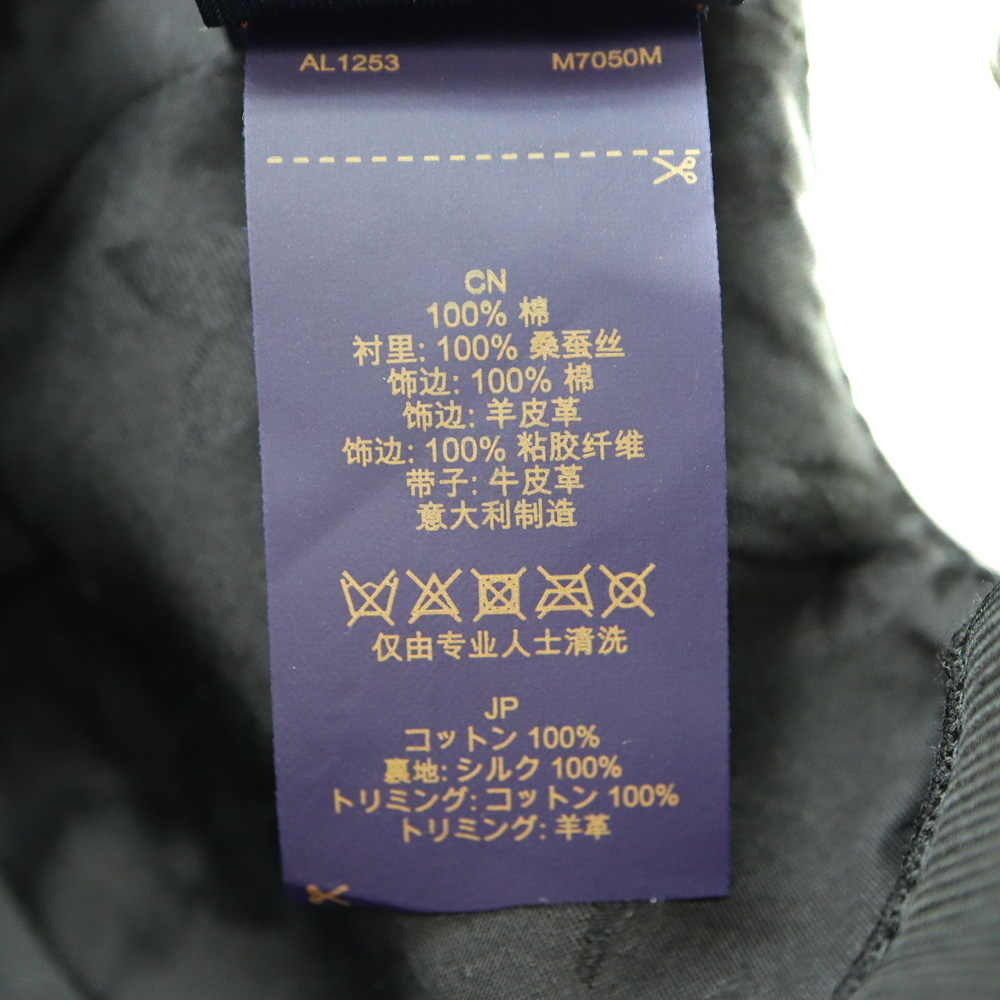 AL1253 M7050M
CN
100% 棉
衬里: 100% 桑蚕丝
饰边: 100% 棉
饰边: 羊皮革
饰边: 100% 粘胶纤维
带子: 牛皮革
意大利制造
仅由专业人士清洗
JP
コットン 100%
裏地: シルク 100%
トリミング: コットン 100%
トリミング: 羊革